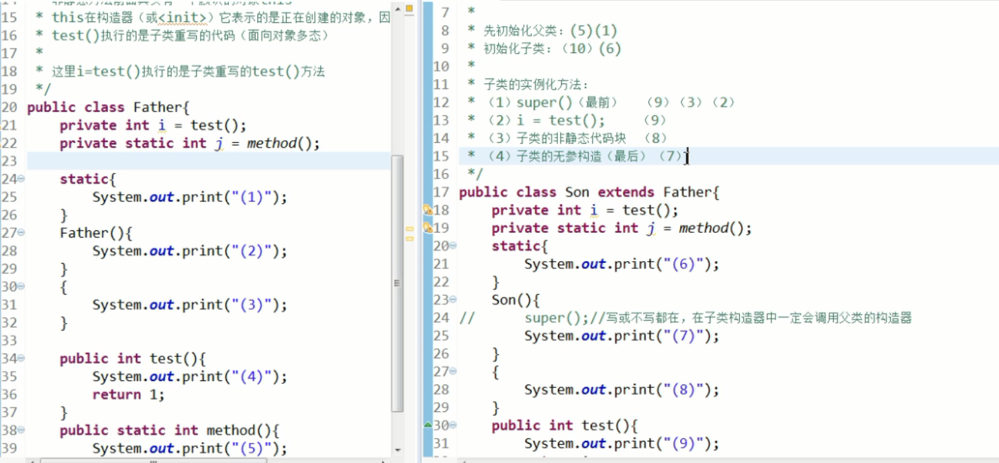 15 * this在构造器（或<init>）它表示的是正在创建的对象，因
16 * test()执行的是子类重写的代码（面向对象多态）
17 *
18 * 这里i=test()执行的是子类重写的test()方法
19 */
20 public class Father{
21 private int i = test();
22 private static int j = method();
23
24 static{
25 System.out.print("(1)");
26 }
27 Father(){
28 System.out.print("(2)");
29 }
30 {
31 System.out.print("(3)");
32 }
33
34 public int test(){
35 System.out.print("(4)");
36 return 1;
37 }
38 public static int method(){
39 System.out.print("(5)");
7 *
8 * 先初始化父类：(5)(1)
9 * 初始化子类：（10）(6)
10 *
11 * 子类的实例化方法：
12 * （1）super()（最前） （9）（3）（2）
13 * （2）i = test(); （9）
14 * （3）子类的非静态代码块 （8）
15 * （4）子类的无参构造（最后）（7）
16 */
17 public class Son extends Father{
18 private int i = test();
19 private static int j = method();
20 static{
21 System.out.print("(6)");
22 }
23 Son(){
24 // super();//写或不写都在，在子类构造器中一定会调用父类的构造器
25 System.out.print("(7)");
26 }
27 {
28 System.out.print("(8)");
29 }
30 public int test(){
31 System.out.print("(9)");